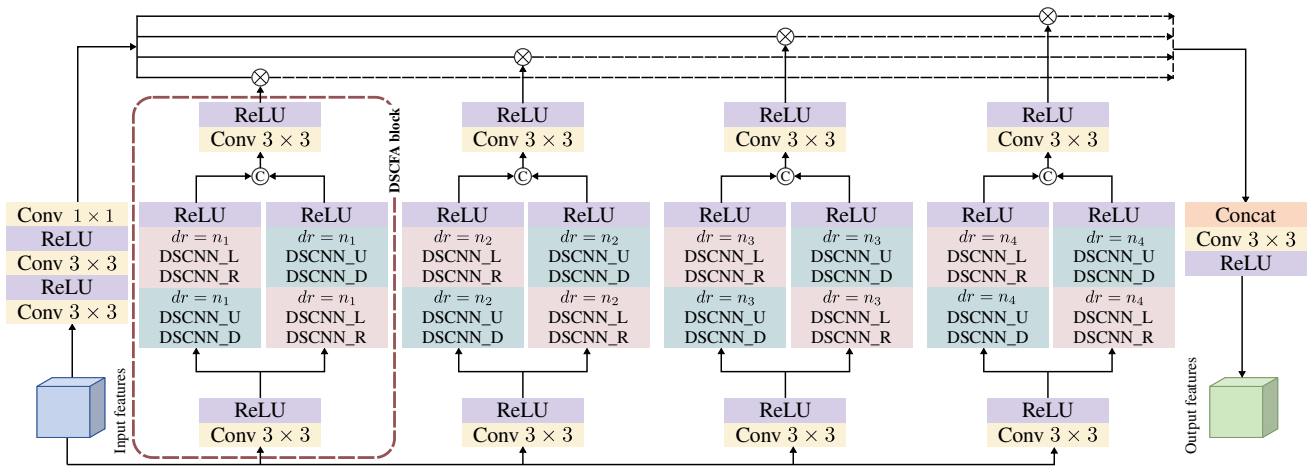 ReLU
Conv 3 × 3
ReLU
Conv 3 × 3
ReLU
Conv 3 × 3
ReLU
Conv 3 × 3
DSCFA block
C
C
C
C
Conv 1 × 1
ReLU
Conv 3 × 3
ReLU
Conv 3 × 3
ReLU
dr = n₁
DSCNN_L
DSCNN_R
dr = n₁
DSCNN_U
DSCNN_D
ReLU
dr = n₁
DSCNN_U
DSCNN_D
dr = n₁
DSCNN_L
DSCNN_R
ReLU
dr = n₂
DSCNN_L
DSCNN_R
dr = n₂
DSCNN_U
DSCNN_D
ReLU
dr = n₂
DSCNN_U
DSCNN_D
dr = n₂
DSCNN_L
DSCNN_R
ReLU
dr = n₃
DSCNN_L
DSCNN_R
dr = n₃
DSCNN_U
DSCNN_D
ReLU
dr = n₃
DSCNN_U
DSCNN_D
dr = n₃
DSCNN_L
DSCNN_R
ReLU
dr = n₄
DSCNN_L
DSCNN_R
dr = n₄
DSCNN_U
DSCNN_D
ReLU
dr = n₄
DSCNN_U
DSCNN_D
dr = n₄
DSCNN_L
DSCNN_R
Concat
Conv 3 × 3
ReLU
Input features
ReLU
Conv 3 × 3
ReLU
Conv 3 × 3
ReLU
Conv 3 × 3
ReLU
Conv 3 × 3
Output features